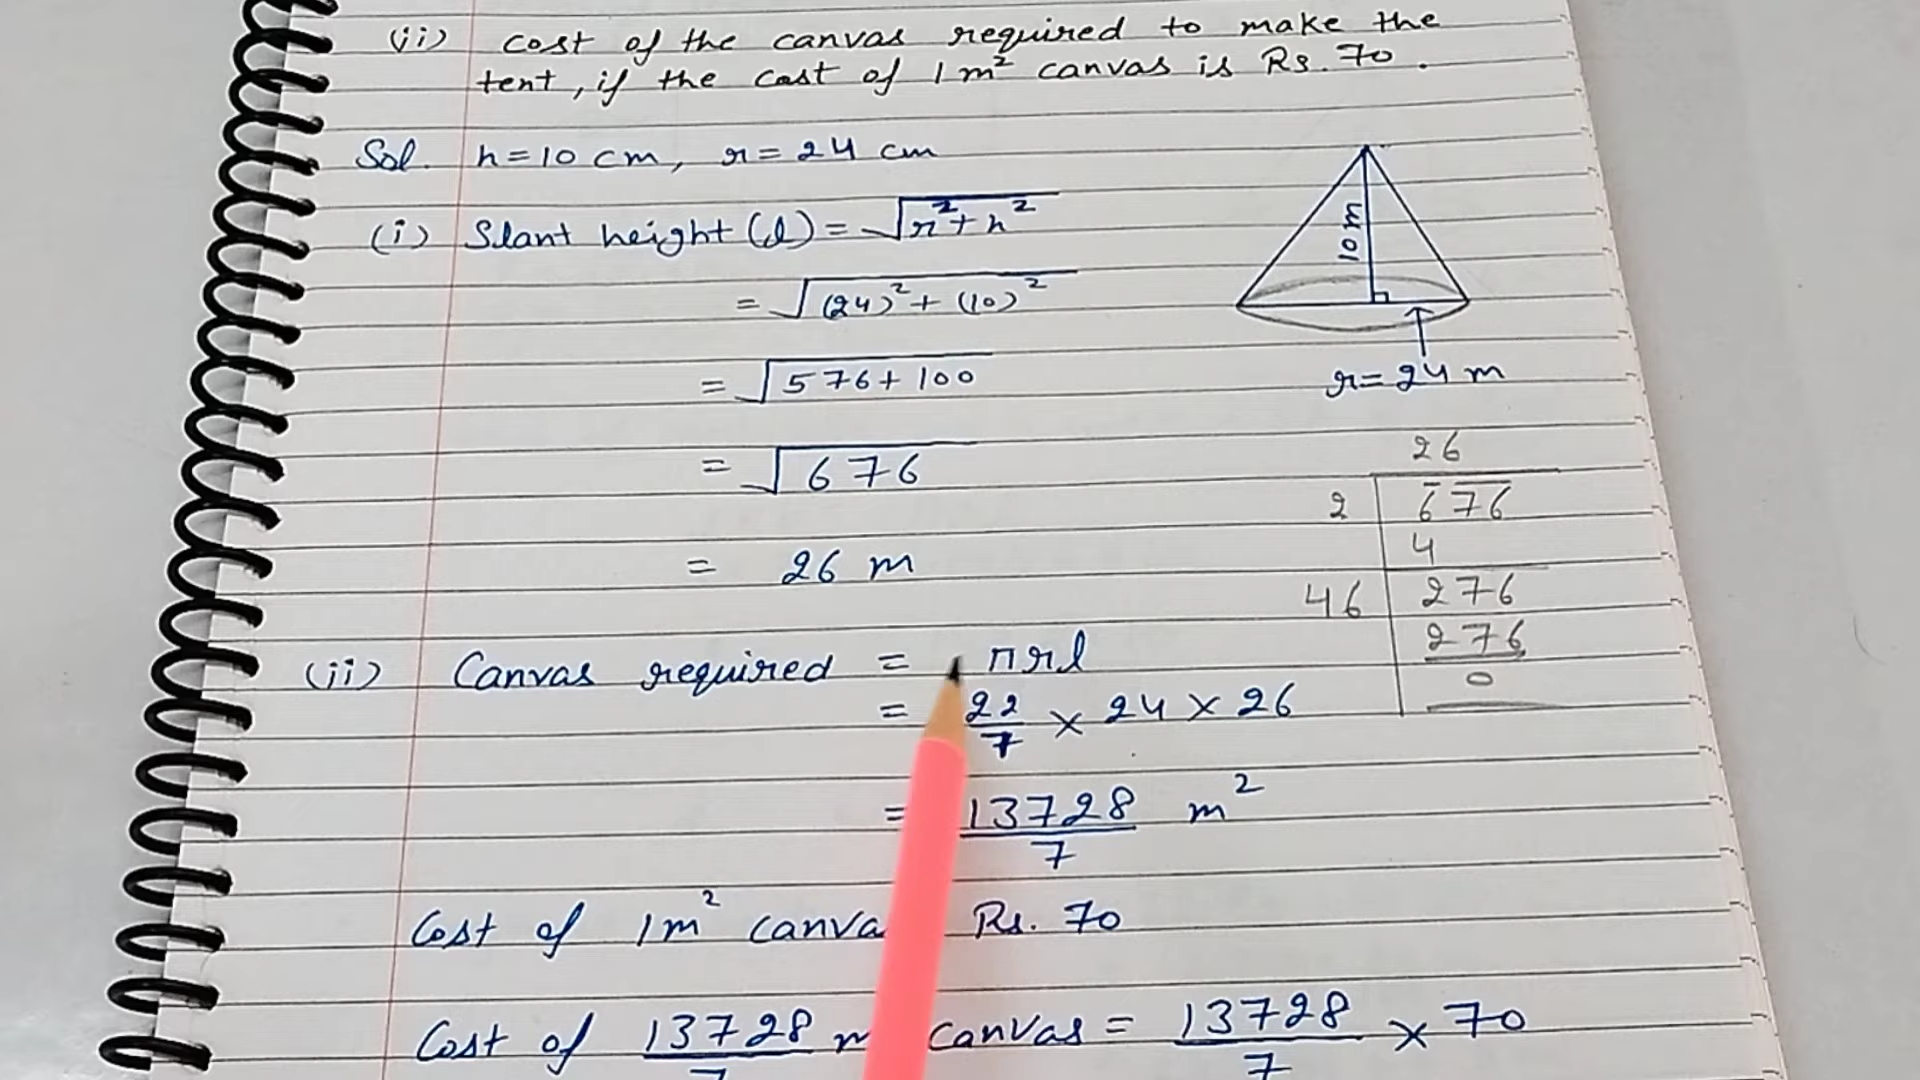 (ii) Cost of the canvas required to make the
tent, if the cost of 1 m² canvas is Rs. 70.
Sol. h = 10 cm, r = 24 cm
(i) Slant height (l) = √r² + h²
= √(24)² + (10)²
= √576 + 100
= √676
= 26 m
10 m
r = 24 m
26
2 676
4
46 276
276
0
(ii) Canvas required = πrl
= 22/7 × 24 × 26
= 13728/7 m²
Cost of 1m² canva Rs. 70
Cost of 13728 m canvas = 13728/7 × 70